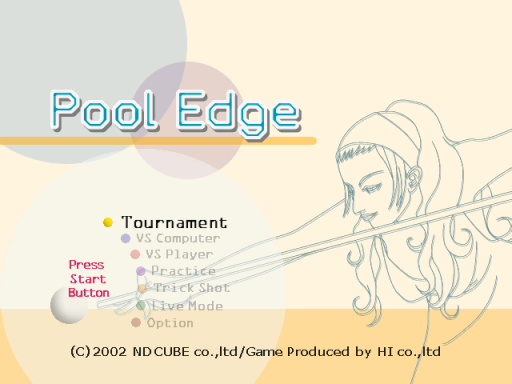 Pool Edge
Tournament
VS Computer
VS Player
Practice
Trick Shot
Live Mode
Option
Press
Start
Button
(C)2002 NDCUBE co.,ltd/Game Produced by HI co.,ltd